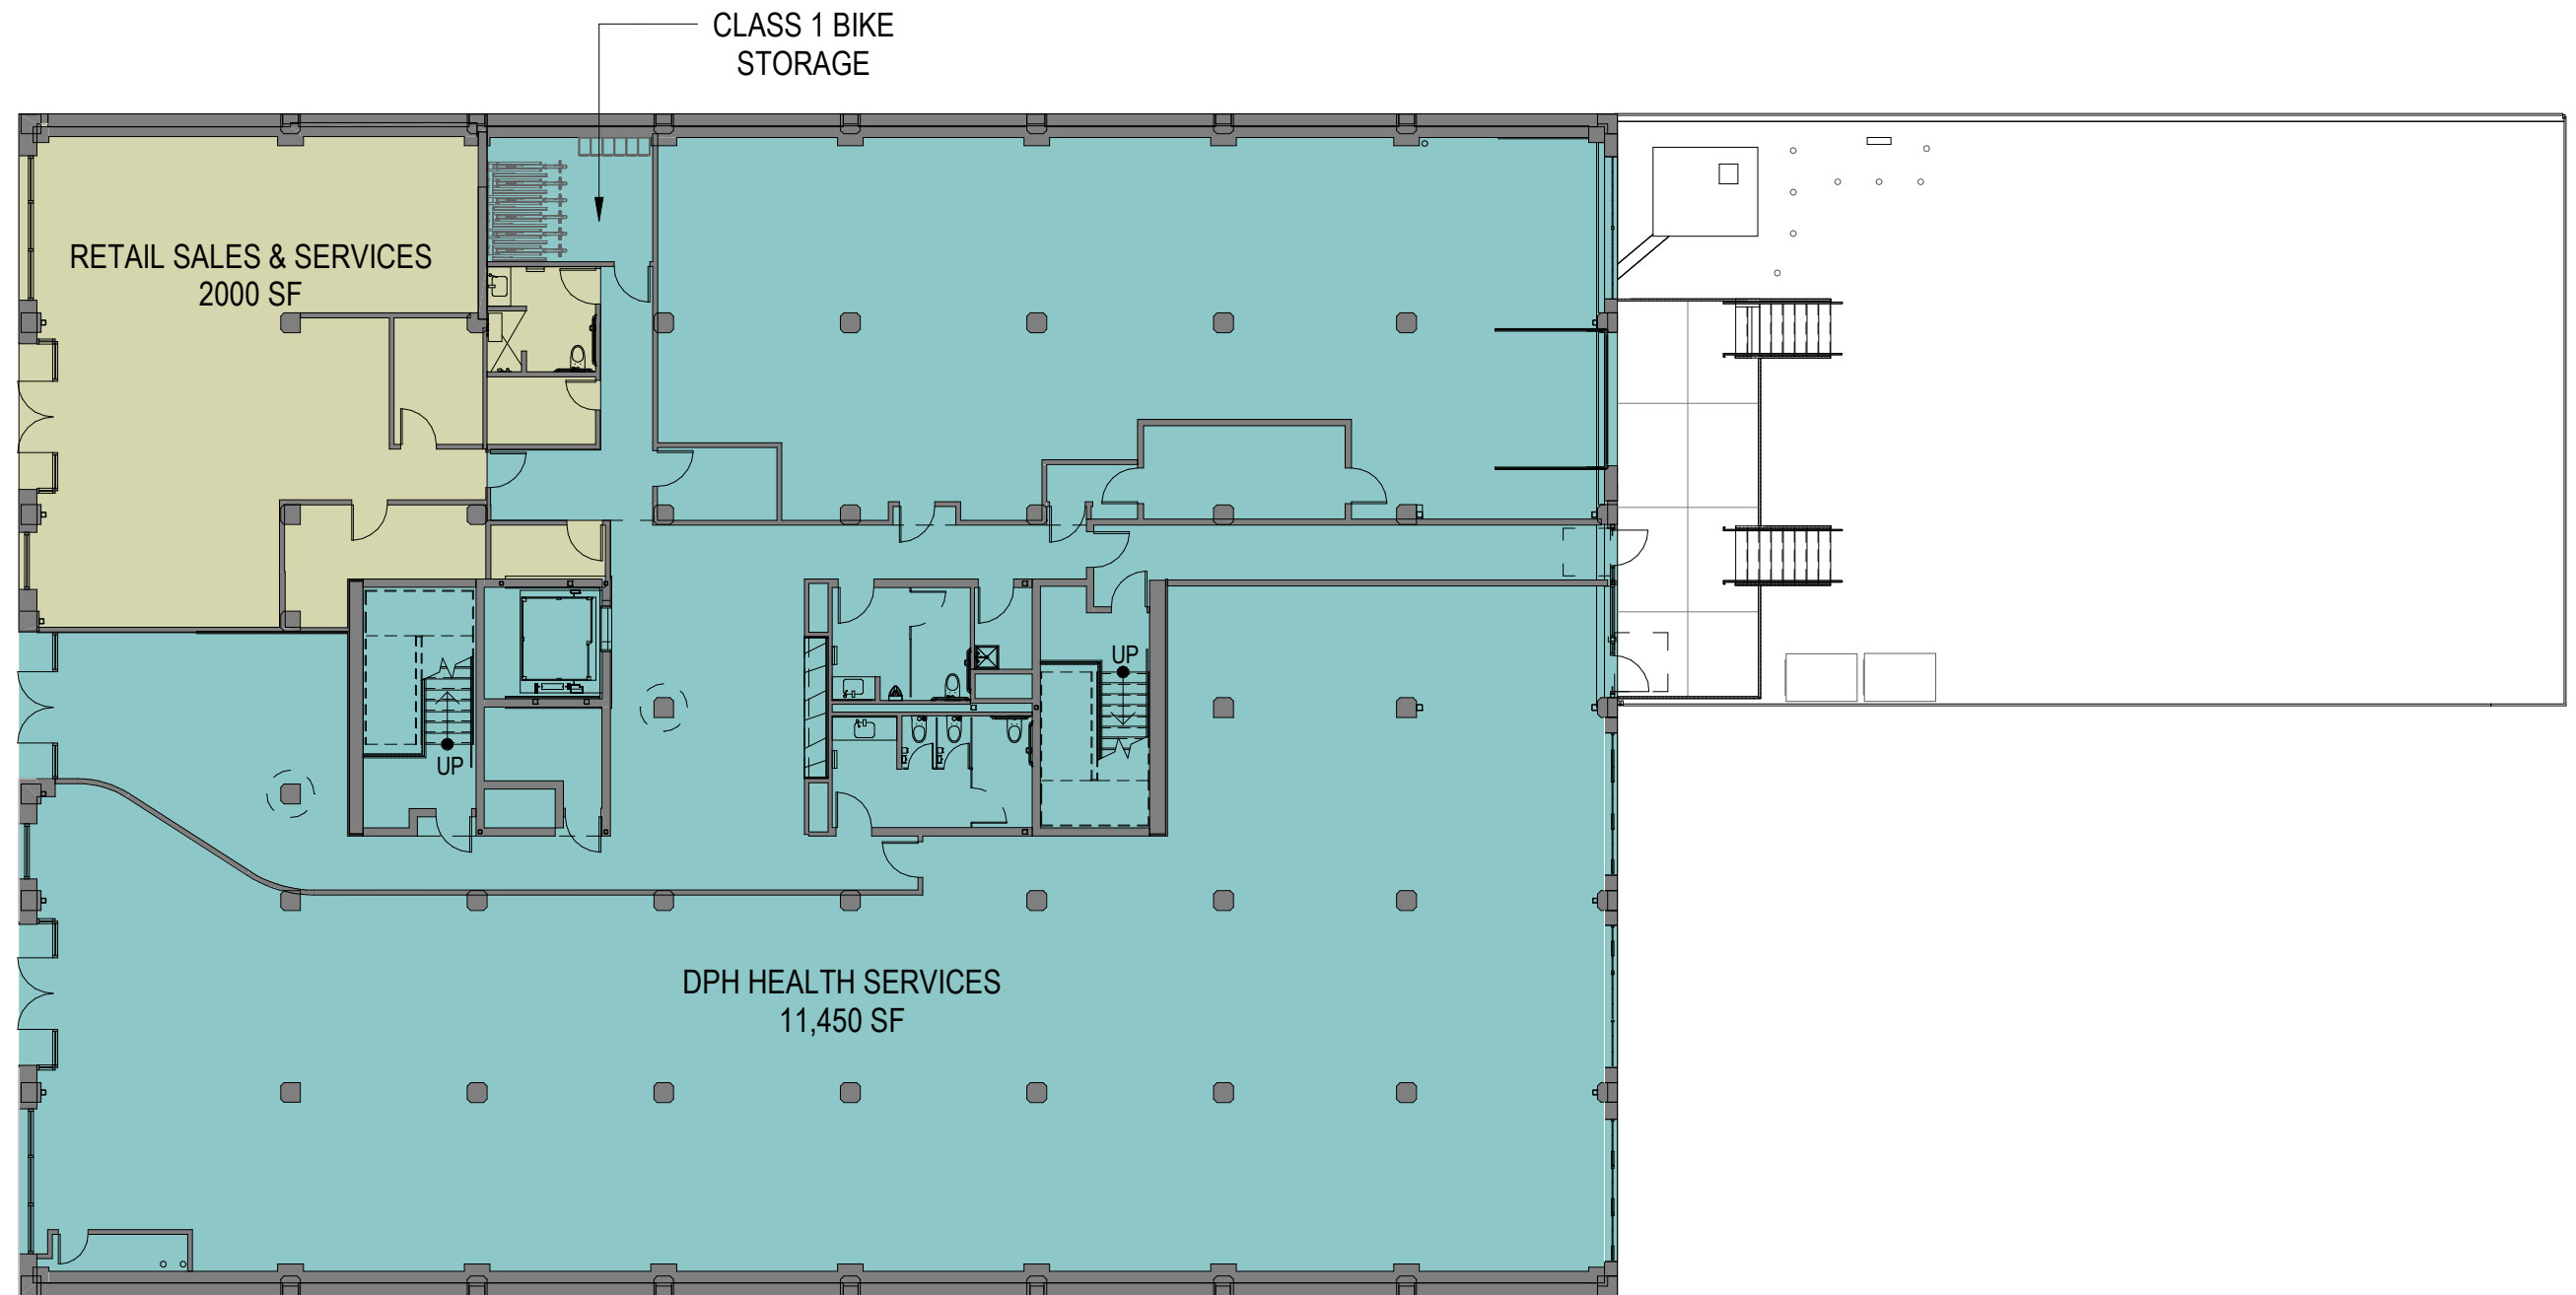 CLASS 1 BIKE
STORAGE
RETAIL SALES & SERVICES
2000 SF
UP
UP
DPH HEALTH SERVICES
11,450 SF